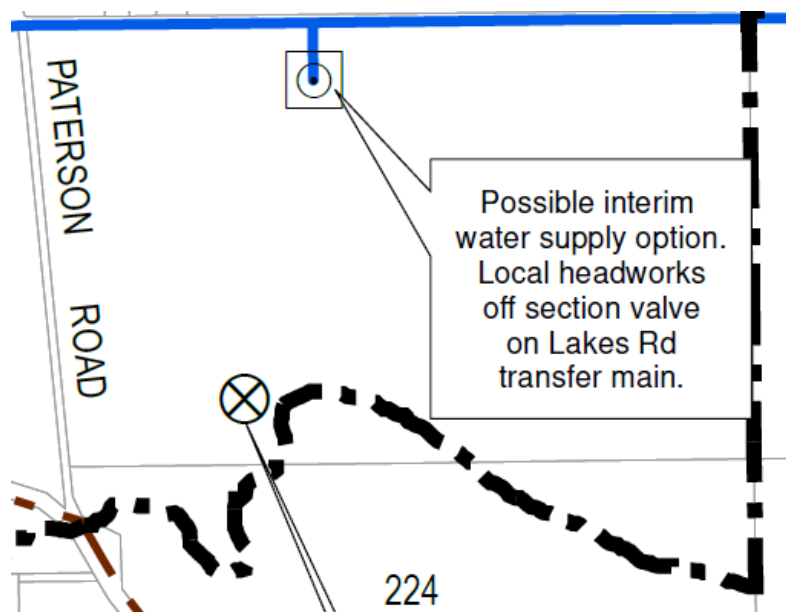 PATERSON ROAD
Possible interim
water supply option.
Local headworks
off section valve
on Lakes Rd
transfer main.
224